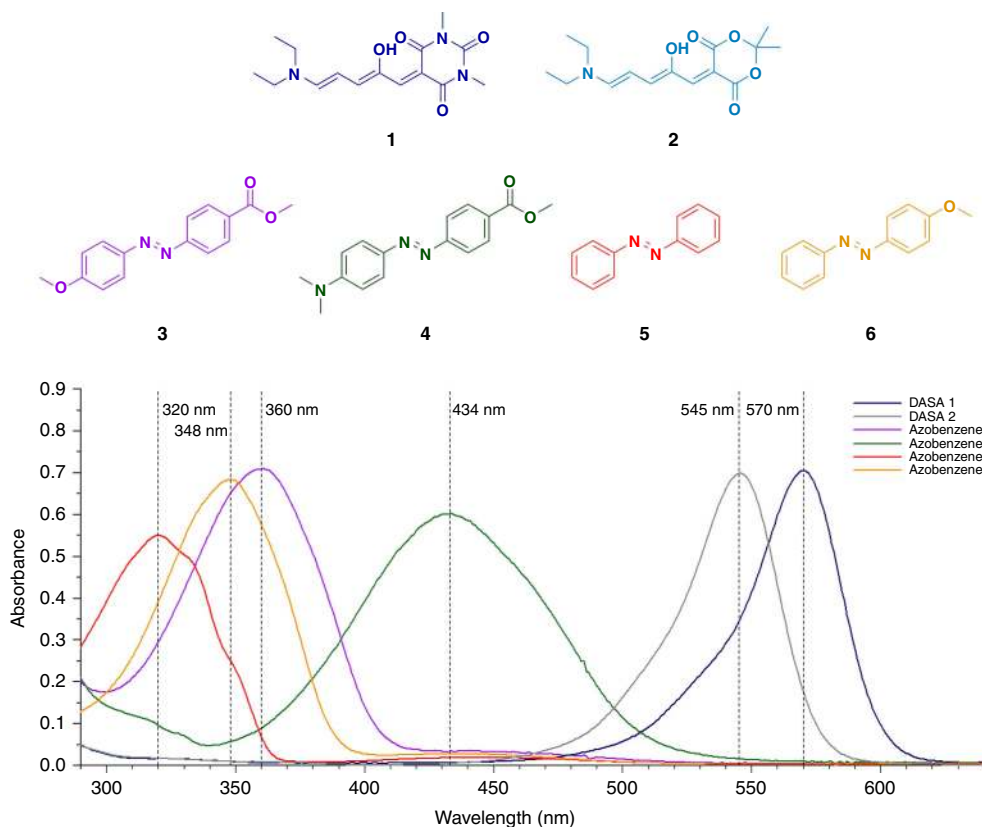 OH
O
N
O
N
N
O
1
OH
O
O
N
O
O
2
O
O
N
N
O
3
O
O
N
N
N
4
N
N
5
O
N
N
6
0.9
0.8
0.7
0.6
0.5
0.4
0.3
0.2
0.1
0.0
Absorbance
320 nm
348 nm
360 nm
434 nm
545 nm
570 nm
DASA 1
DASA 2
Azobenzene
Azobenzene
Azobenzene
Azobenzene
300 350 400 450 500 550 600
Wavelength (nm)